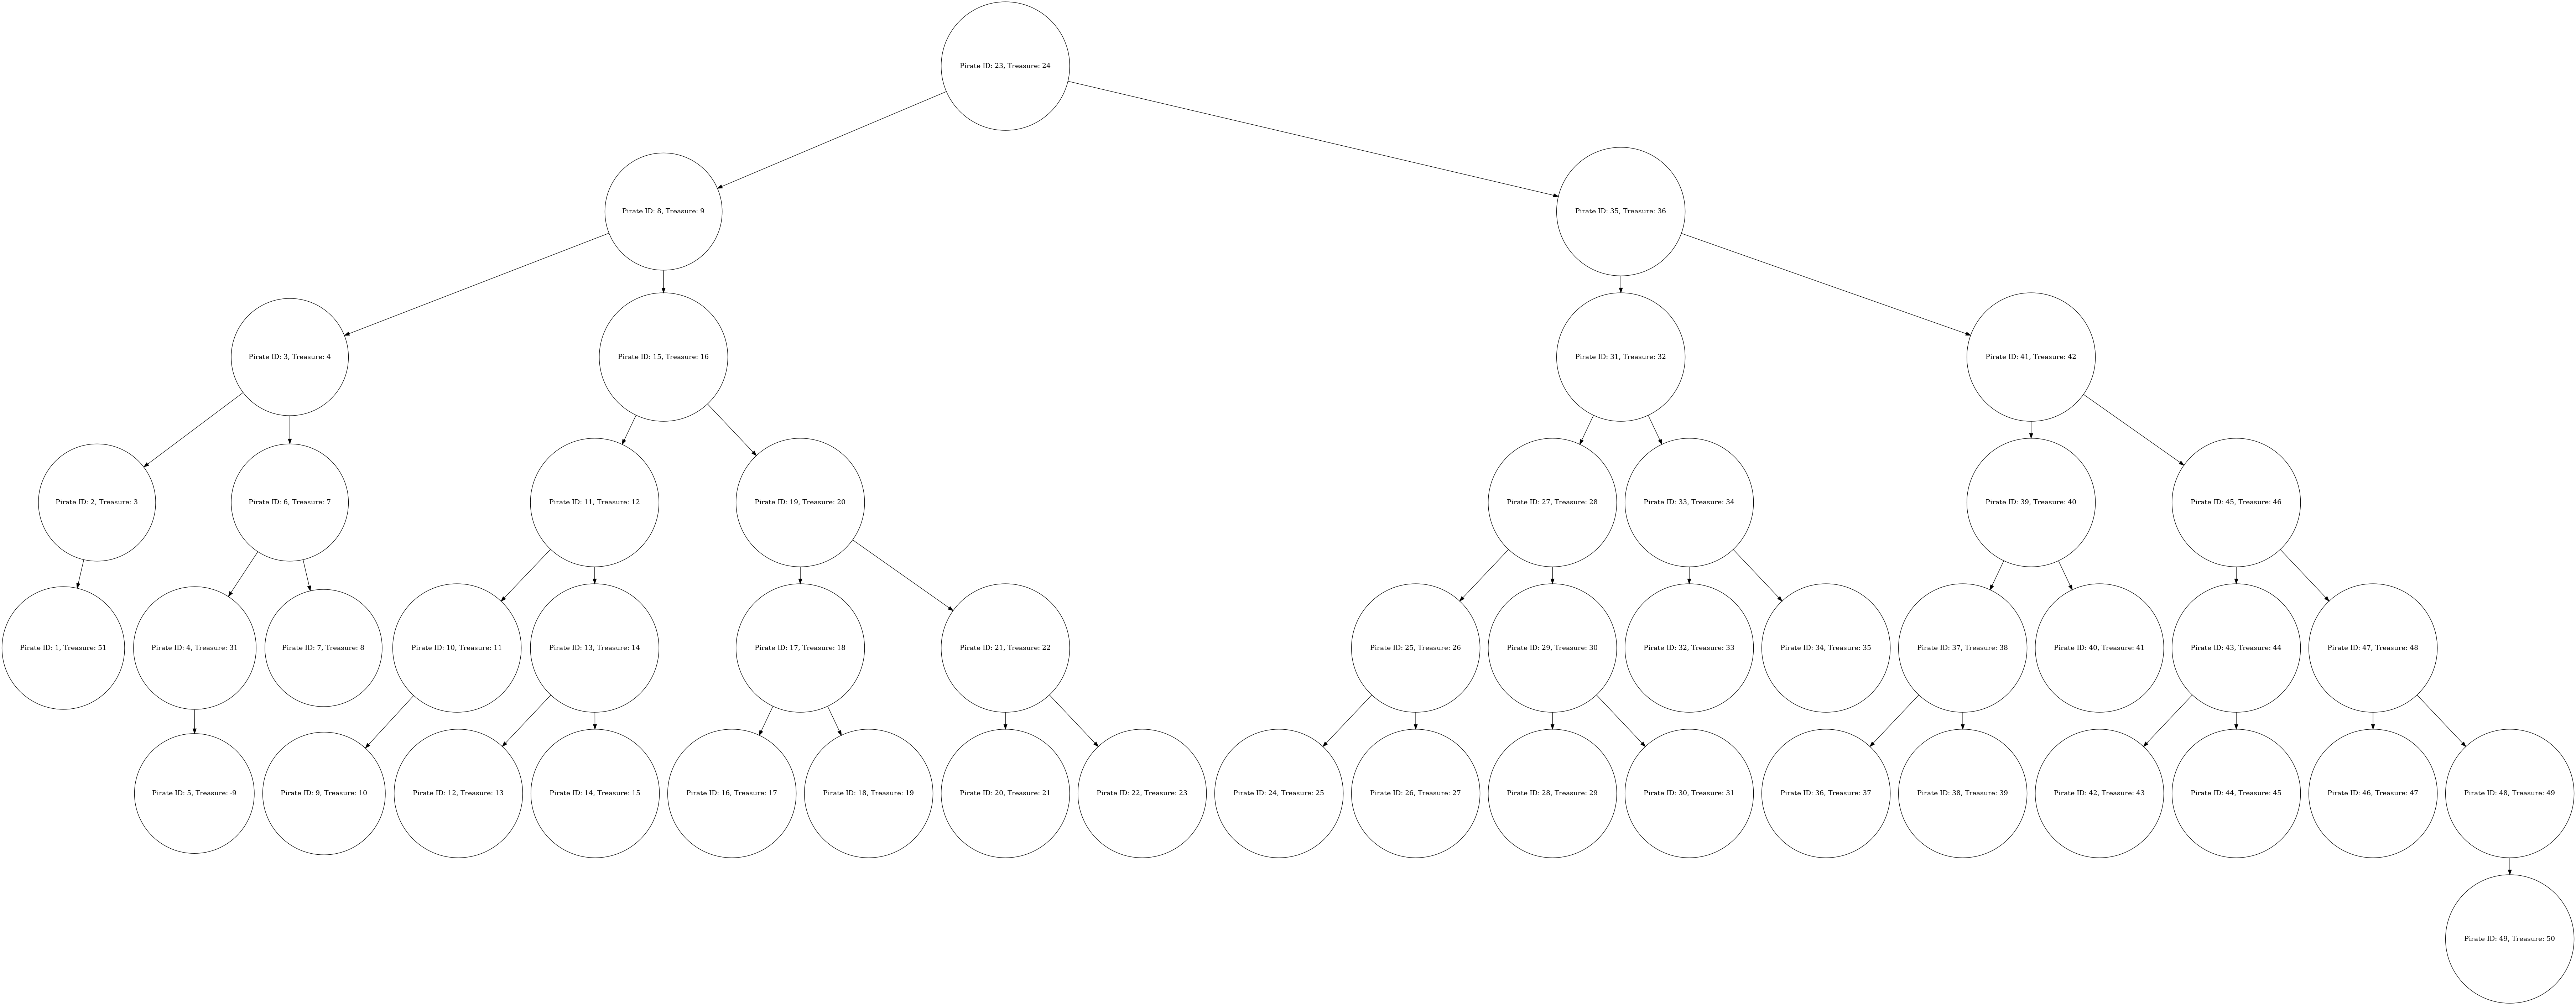 Pirate ID: 23, Treasure: 24
Pirate ID: 8, Treasure: 9
Pirate ID: 35, Treasure: 36
Pirate ID: 3, Treasure: 4
Pirate ID: 15, Treasure: 16
Pirate ID: 31, Treasure: 32
Pirate ID: 41, Treasure: 42
Pirate ID: 2, Treasure: 3
Pirate ID: 6, Treasure: 7
Pirate ID: 11, Treasure: 12
Pirate ID: 19, Treasure: 20
Pirate ID: 27, Treasure: 28
Pirate ID: 33, Treasure: 34
Pirate ID: 39, Treasure: 40
Pirate ID: 45, Treasure: 46
Pirate ID: 1, Treasure: 51
Pirate ID: 4, Treasure: 31
Pirate ID: 7, Treasure: 8
Pirate ID: 10, Treasure: 11
Pirate ID: 13, Treasure: 14
Pirate ID: 17, Treasure: 18
Pirate ID: 21, Treasure: 22
Pirate ID: 25, Treasure: 26
Pirate ID: 29, Treasure: 30
Pirate ID: 32, Treasure: 33
Pirate ID: 34, Treasure: 35
Pirate ID: 37, Treasure: 38
Pirate ID: 40, Treasure: 41
Pirate ID: 43, Treasure: 44
Pirate ID: 47, Treasure: 48
Pirate ID: 5, Treasure: -9
Pirate ID: 9, Treasure: 10
Pirate ID: 12, Treasure: 13
Pirate ID: 14, Treasure: 15
Pirate ID: 16, Treasure: 17
Pirate ID: 18, Treasure: 19
Pirate ID: 20, Treasure: 21
Pirate ID: 22, Treasure: 23
Pirate ID: 24, Treasure: 25
Pirate ID: 26, Treasure: 27
Pirate ID: 28, Treasure: 29
Pirate ID: 30, Treasure: 31
Pirate ID: 36, Treasure: 37
Pirate ID: 38, Treasure: 39
Pirate ID: 42, Treasure: 43
Pirate ID: 44, Treasure: 45
Pirate ID: 46, Treasure: 47
Pirate ID: 48, Treasure: 49
Pirate ID: 49, Treasure: 50